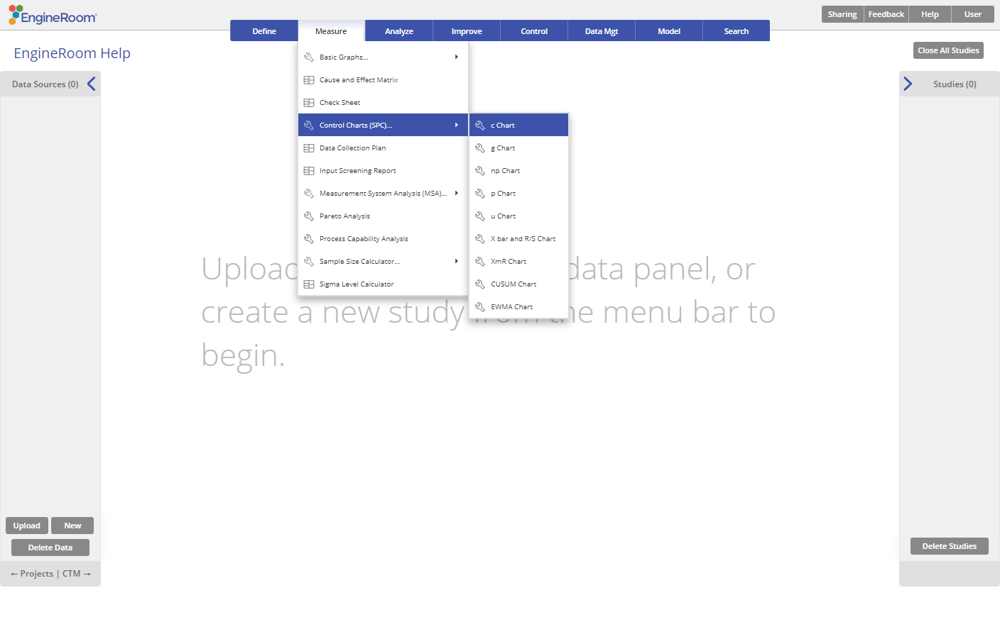 EngineRoom
Sharing Feedback Help User
Define Measure Analyze Improve Control Data Mgt Model Search
EngineRoom Help
Close All Studies
Data Sources (0)
Studies (0)
Basic Graphs...
Cause and Effect Matrix
Check Sheet
Control Charts (SPC)...
Data Collection Plan
Input Screening Report
Measurement System Analysis (MSA)...
Pareto Analysis
Process Capability Analysis
Sample Size Calculator...
Sigma Level Calculator
c Chart
g Chart
np Chart
p Chart
u Chart
X bar and R/S Chart
XmR Chart
CUSUM Chart
EWMA Chart
Upload data panel, or
create a new study from the menu bar to
begin.
Upload New
Delete Data
← Projects | CTM →
Delete Studies